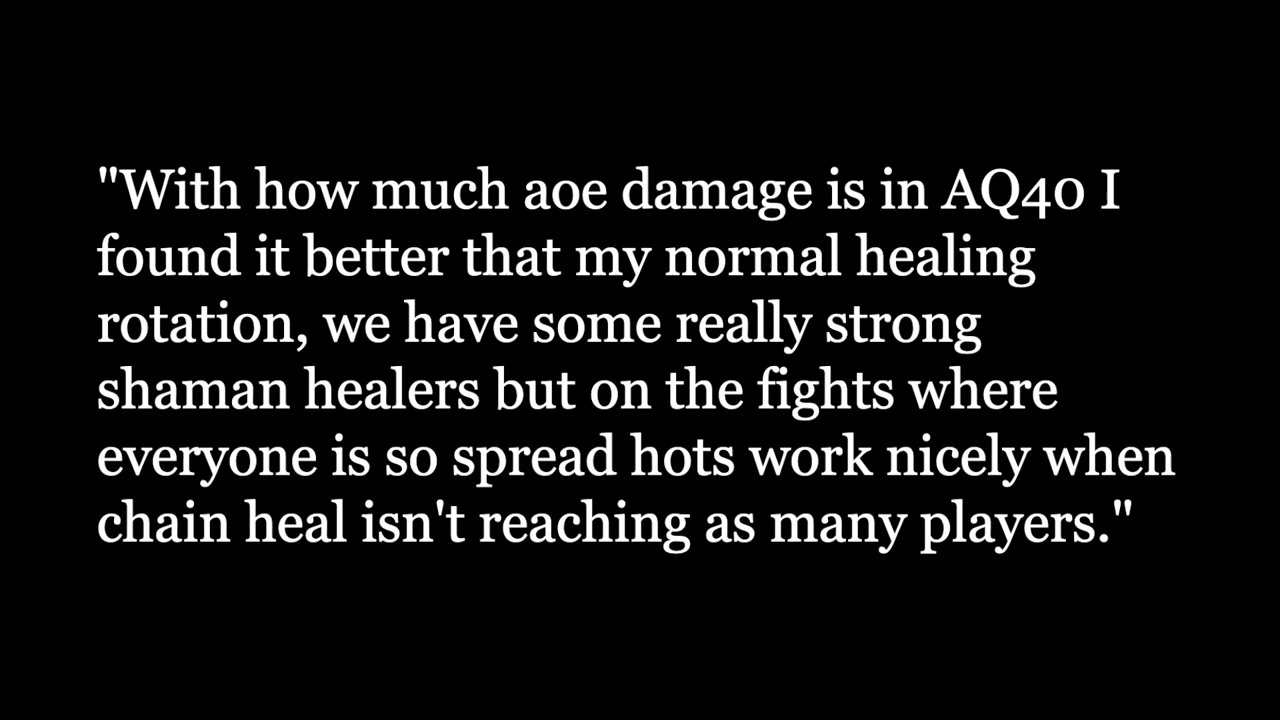 "With how much aoe damage is in AQ40 I
found it better that my normal healing
rotation, we have some really strong
shaman healers but on the fights where
everyone is so spread hots work nicely when
chain heal isn't reaching as many players."